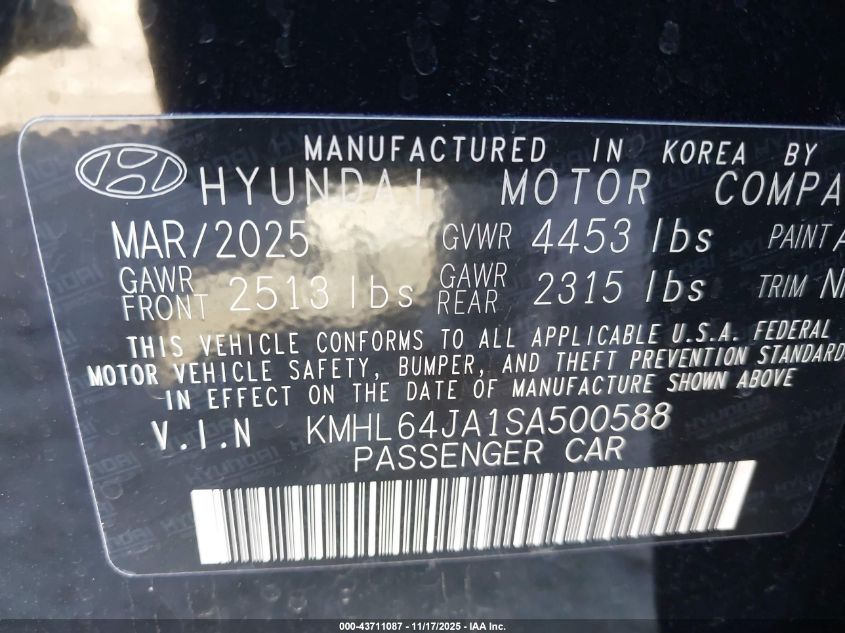 MANUFACTURED IN KOREA BY
HYUNDAI MOTOR COMPA
MAR/2025 GVWR 4453 lbs PAINT A
GAWR FRONT 2513 lbs GAWR REAR 2315 lbs TRIM N
THIS VEHICLE CONFORMS TO ALL APPLICABLE U.S.A. FEDERAL
MOTOR VEHICLE SAFETY, BUMPER, AND THEFT PREVENTION STANDARD
IN EFFECT ON THE DATE OF MANUFACTURE SHOWN ABOVE
V.I.N KMHL64JA1SA500588
PASSENGER CAR
000-43711087 - 11/17/2025 - IAA Inc.